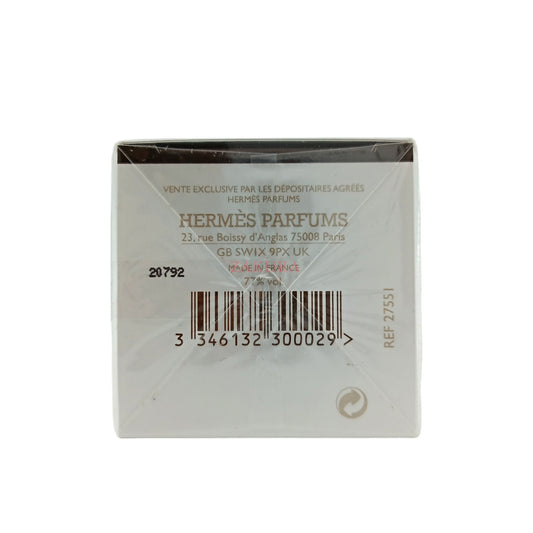 VENTE EXCLUSIVE PAR LES DÉPOSITAIRES AGRÉÉS
HERMÈS PARFUMS
HERMÈS PARFUMS
23, rue Boissy d'Anglas 75008 Paris
GB SW1X 9PX UK
MADE IN FRANCE
20792
77% vol.
3 346132 300029 >
REF 27551